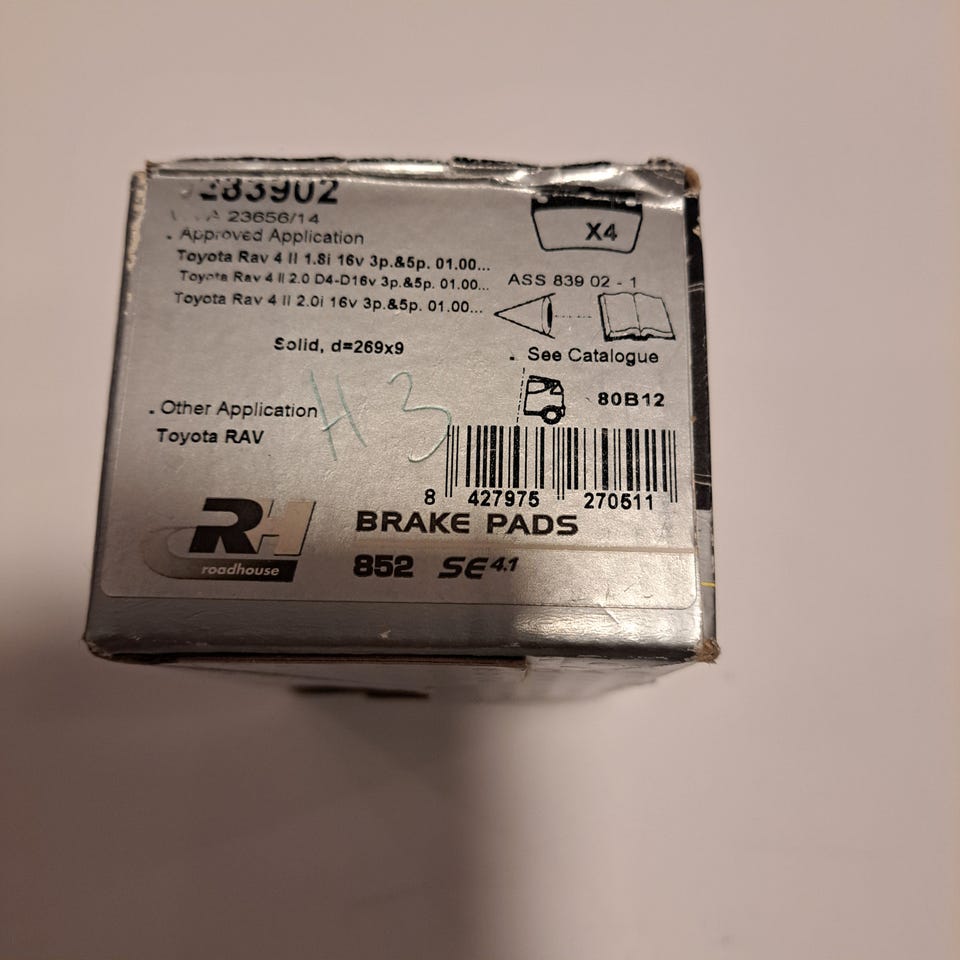 283902
23656/14
. Approved Application
Toyota Rav 4 II 1.8i 16v 3p.&5p. 01.00...
Toyota Rav 4 II 2.0 D4-D16v 3p.&5p. 01.00...
Toyota Rav 4 II 2.0i 16v 3p.&5p. 01.00...
X4
ASS 839 02 - 1
Solid, d=269x9
. See Catalogue
80B12
. Other Application
Toyota RAV
H3
8 427975 270511
RH
roadhouse
BRAKE PADS
852 SE 4.1